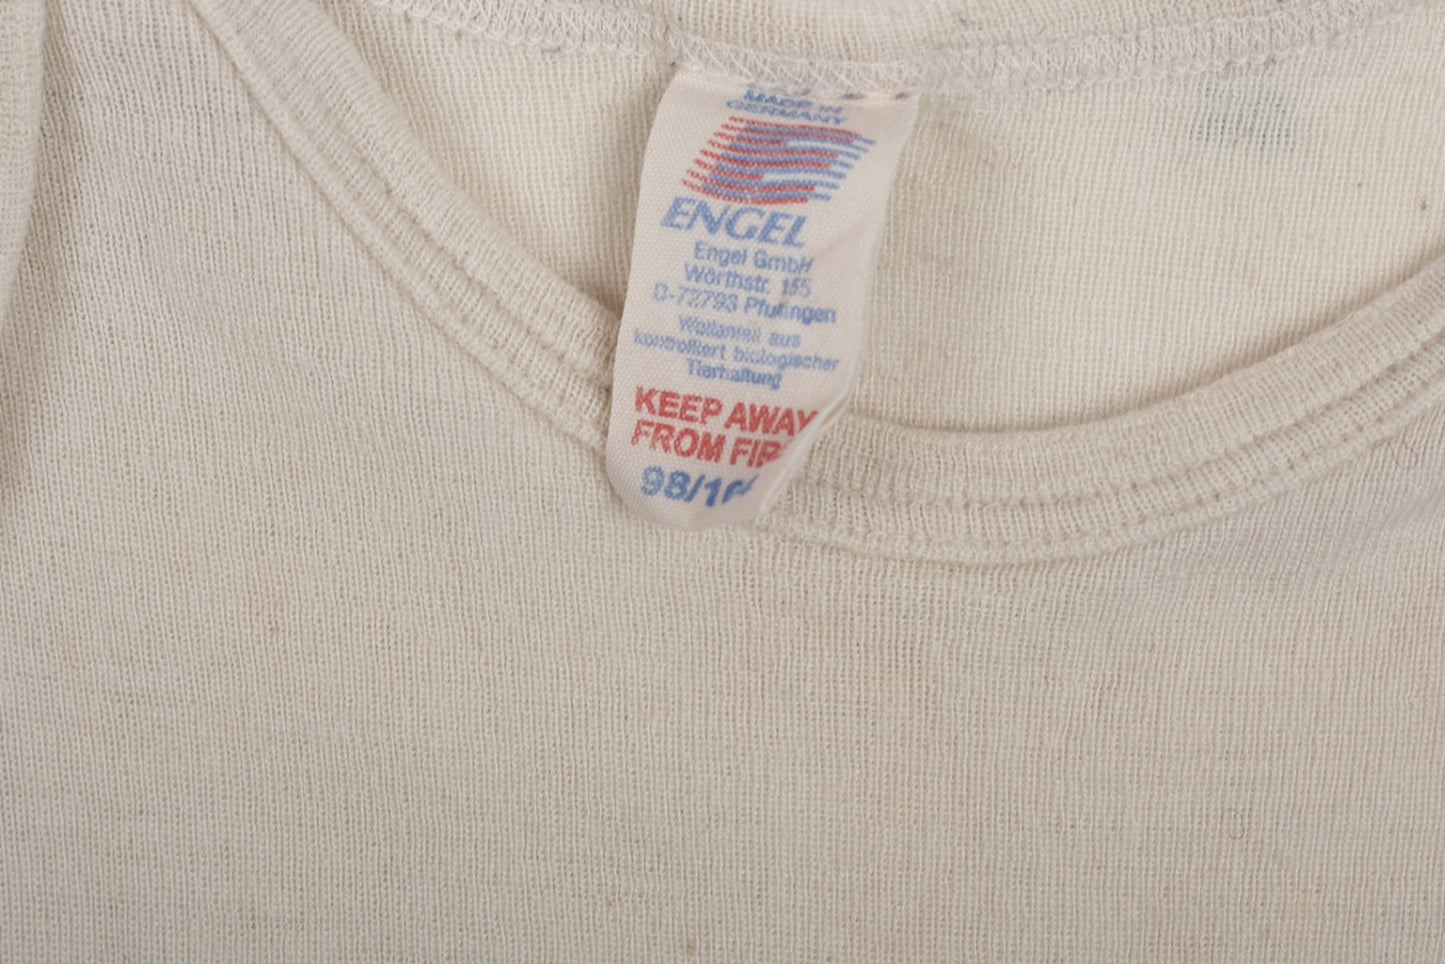 MADE IN
GERMANY
ENGEL
Engel GmbH
Wörthstr. 155
D-72793 Pfullingen
Wollanteil aus
kontrolliert biologischer
Tierhaltung
KEEP AWAY
FROM FIR
98/10